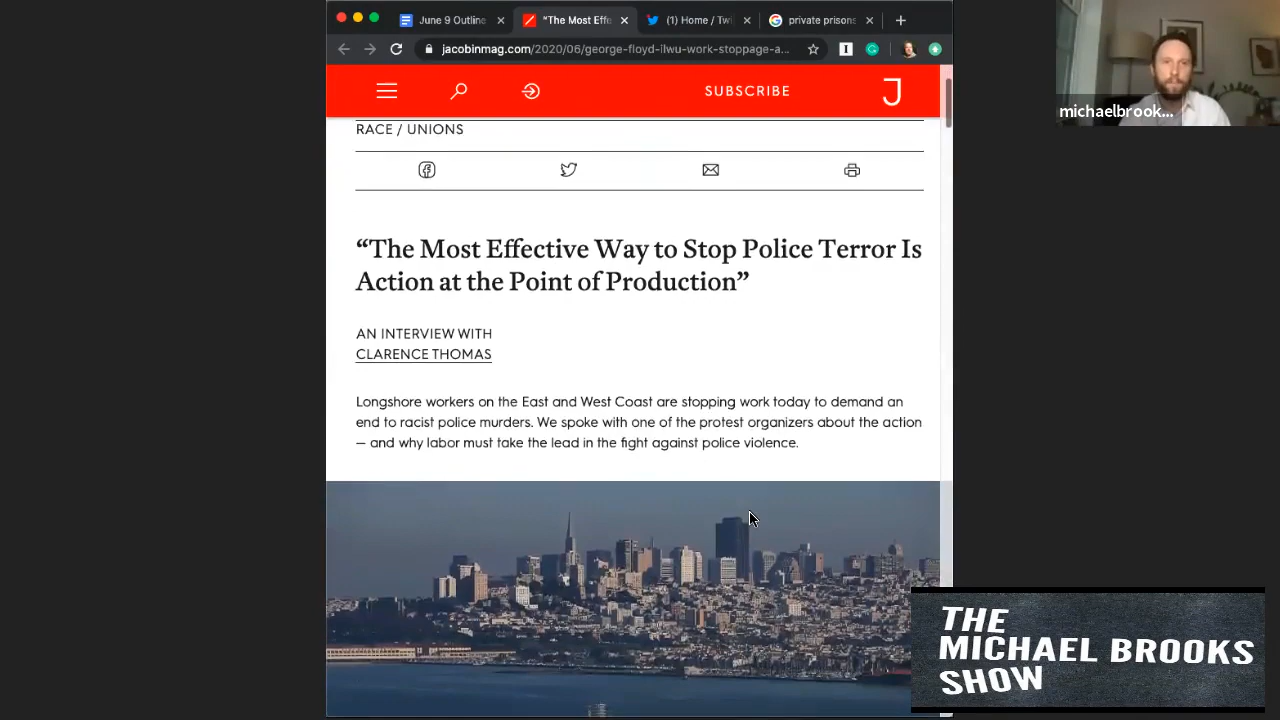 June 9 Outline
“The Most Effe
(1) Home / Twi
private prisons
jacobinmag.com/2020/06/george-floyd-ilwu-work-stoppage-a...
SUBSCRIBE
J
RACE / UNIONS
“The Most Effective Way to Stop Police Terror Is
Action at the Point of Production”
AN INTERVIEW WITH
CLARENCE THOMAS
Longshore workers on the East and West Coast are stopping work today to demand an
end to racist police murders. We spoke with one of the protest organizers about the action
— and why labor must take the lead in the fight against police violence.
michaelbrook...
THE
MICHAEL BROOKS
SHOW